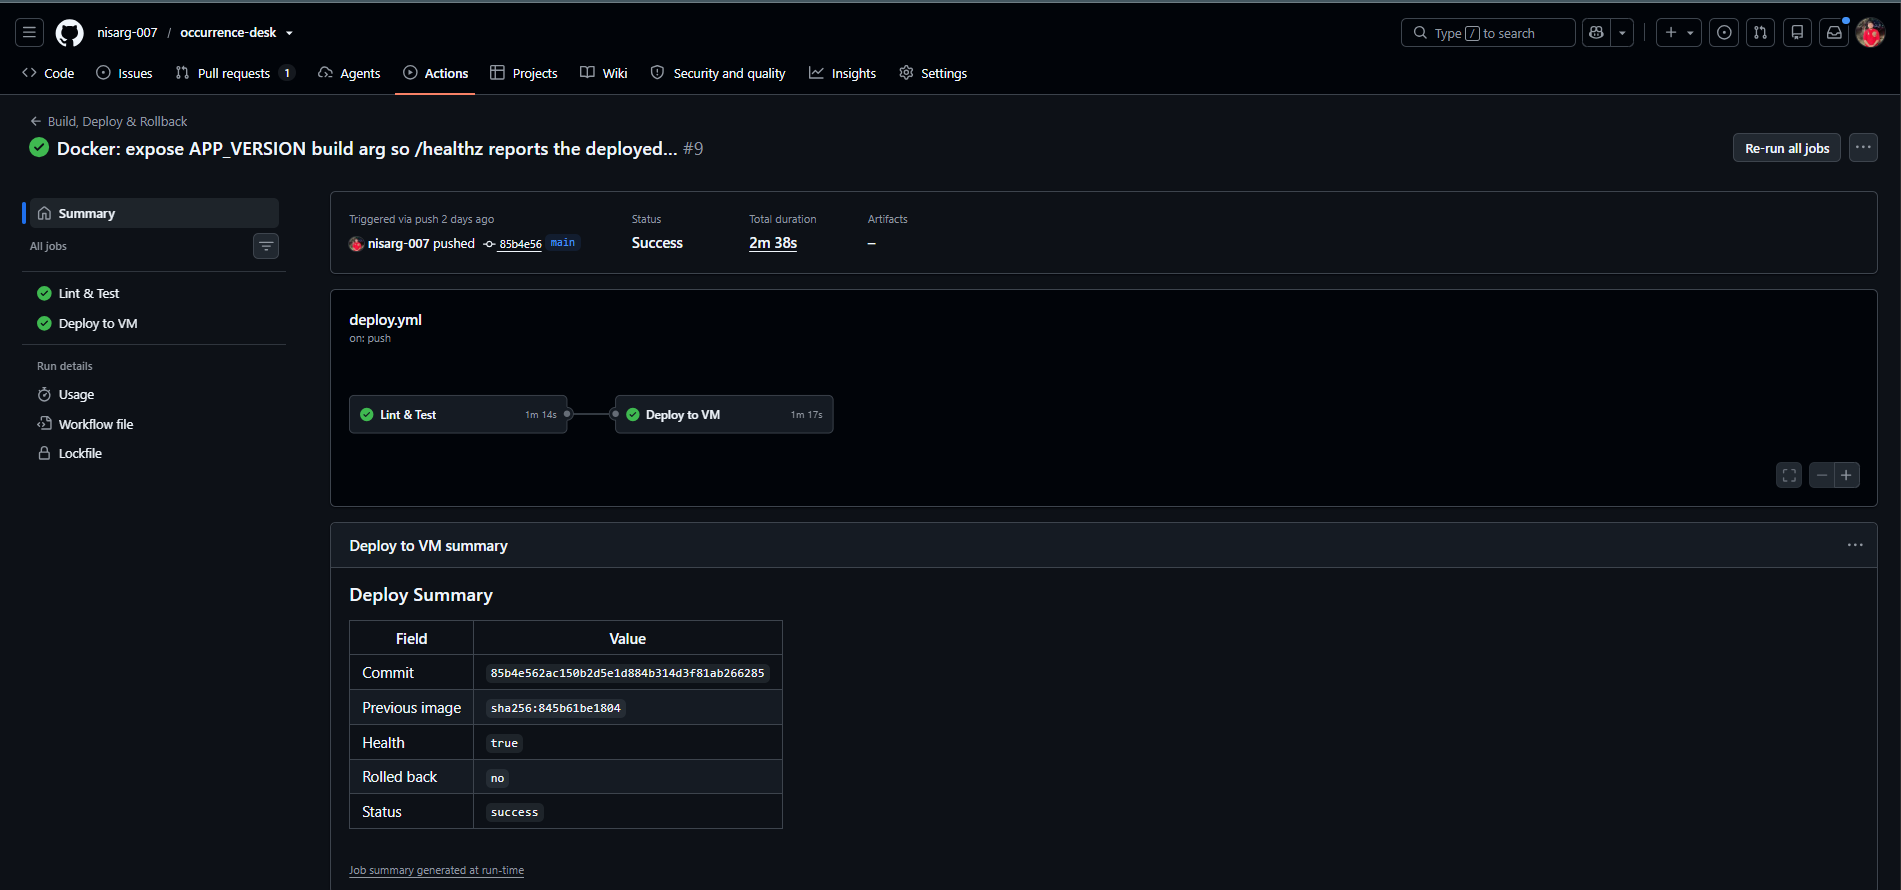 nisarg-007 / occurrence-desk
Type / to search
Code Issues Pull requests 1 Agents Actions Projects Wiki Security and quality Insights Settings
← Build, Deploy & Rollback
Docker: expose APP_VERSION build arg so /healthz reports the deployed... #9
Re-run all jobs
Summary
All jobs
Lint & Test
Deploy to VM
Run details
Usage
Workflow file
Lockfile
Triggered via push 2 days ago
nisarg-007 pushed 85b4e56 main
Status
Success
Total duration
2m 38s
Artifacts
–
deploy.yml
on: push
Lint & Test 1m 14s
Deploy to VM 1m 17s
Deploy to VM summary
Deploy Summary
Field Value
Commit 85b4e562ac150b2d5e1d884b314d3f81ab266285
Previous image sha256:845b61be1804
Health true
Rolled back no
Status success
Job summary generated at run-time